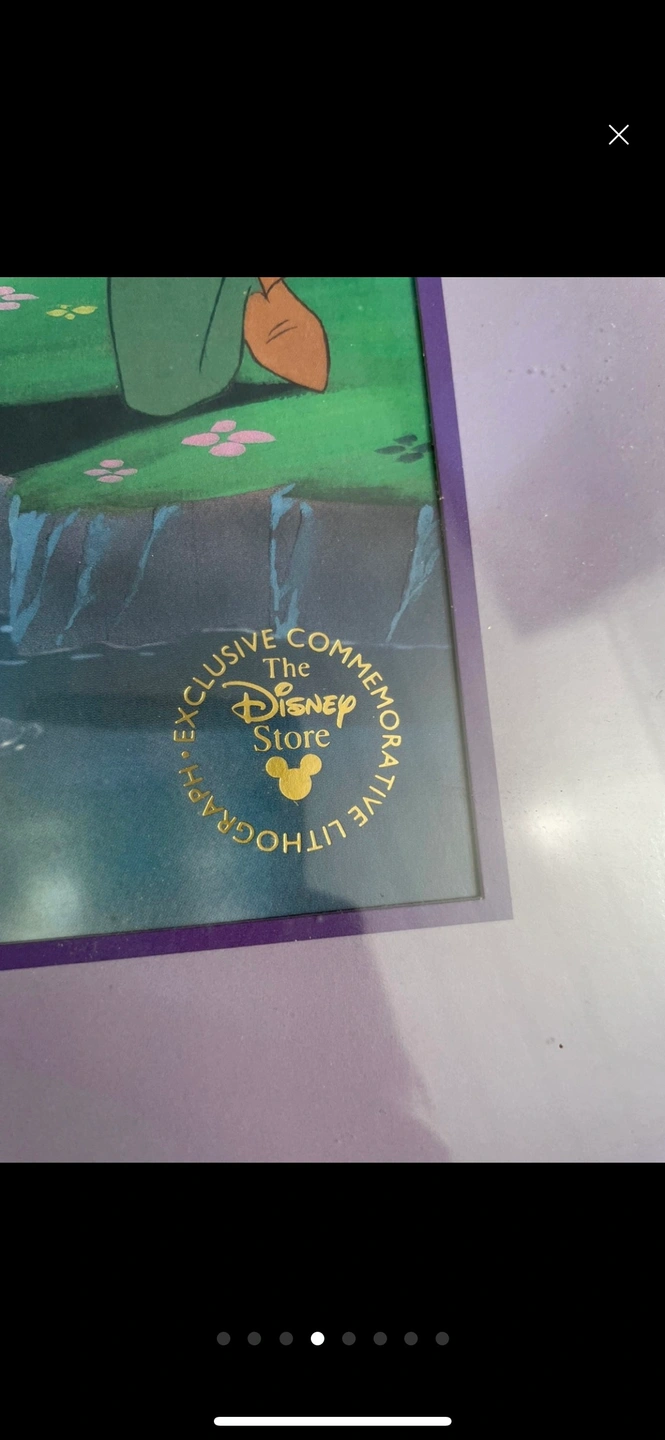 EXCLUSIVE COMMEMORATIVE LITHOGRAPH •
The
Disney
Store